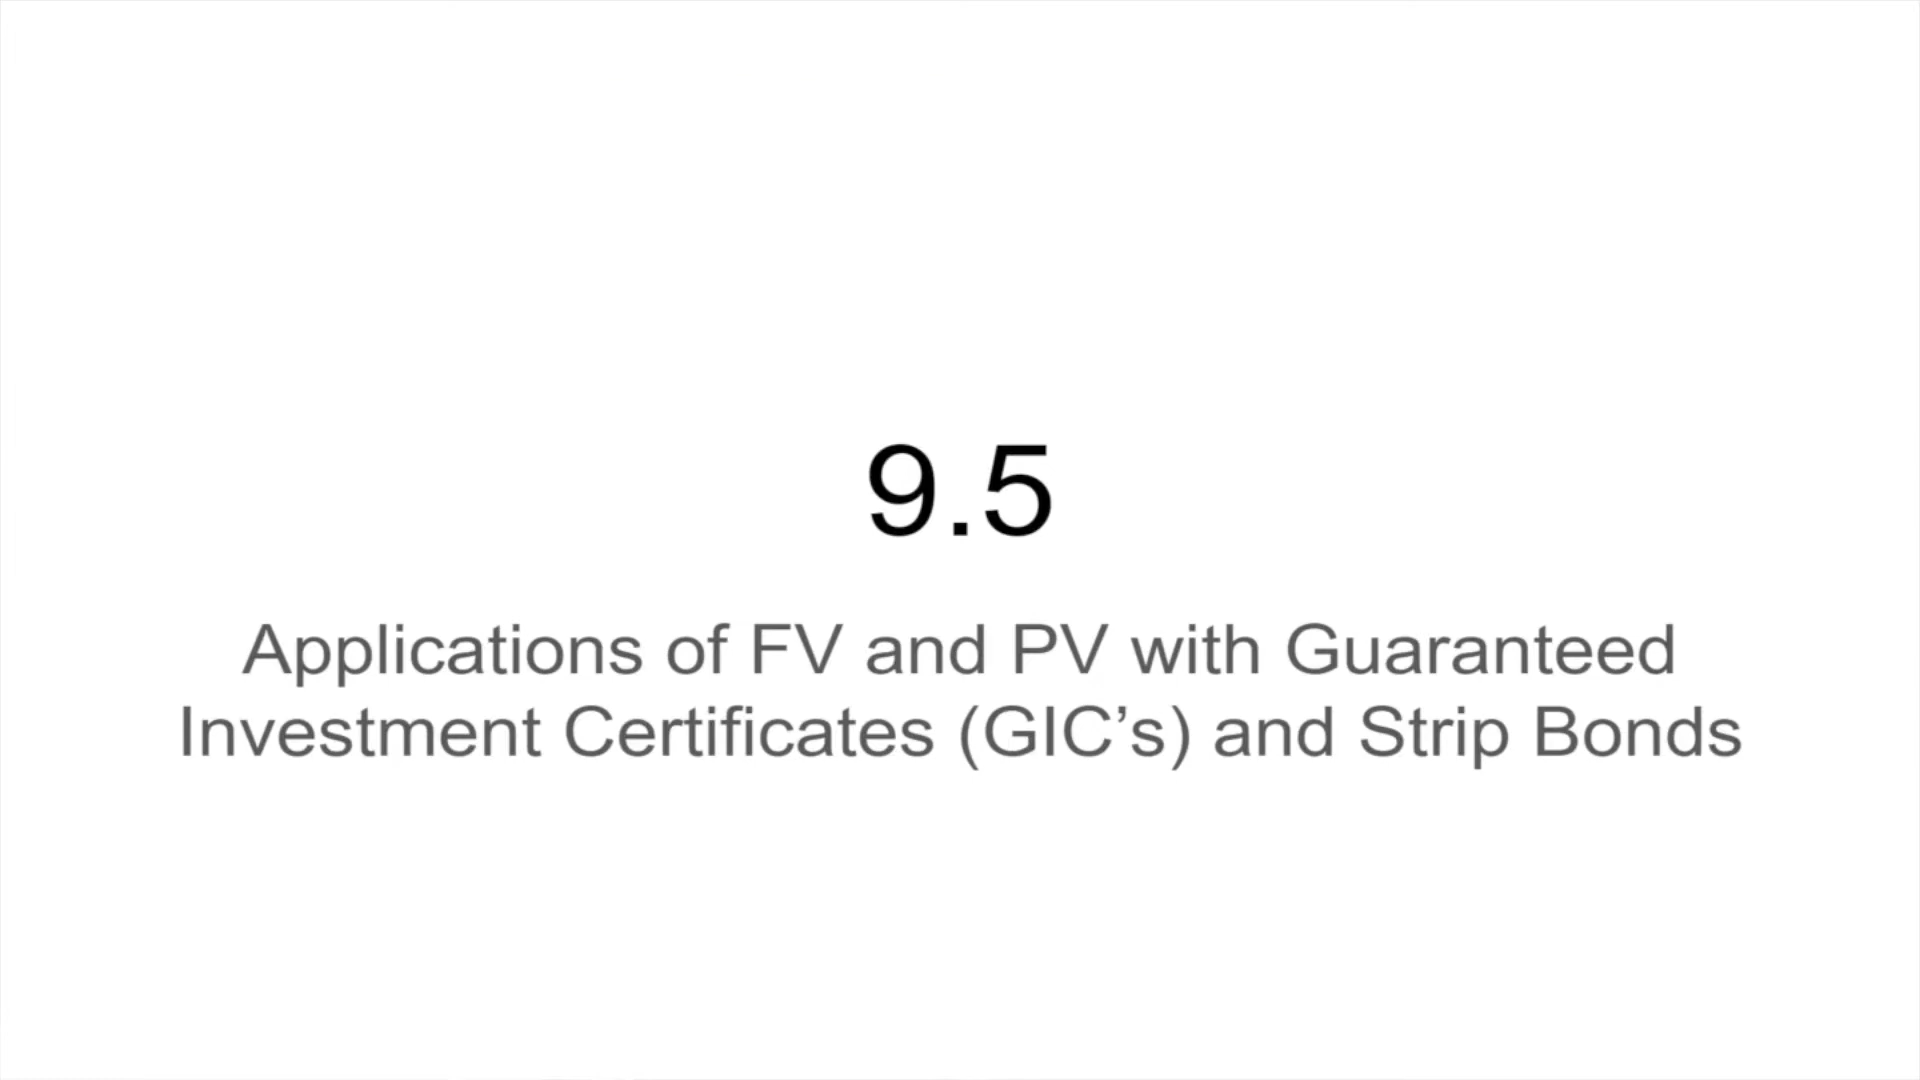 9.5
Applications of FV and PV with Guaranteed
Investment Certificates (GIC’s) and Strip Bonds